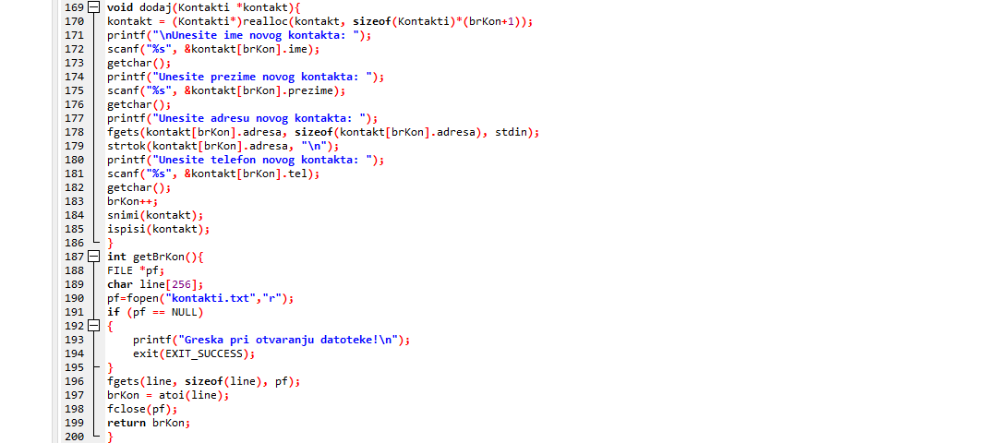 169 void dodaj(Kontakti *kontakt){
170 kontakt = (Kontakti*)realloc(kontakt, sizeof(Kontakti)*(brKon+1));
171 printf("\nUnesite ime novog kontakta: ");
172 scanf("%s", &kontakt[brKon].ime);
173 getchar();
174 printf("Unesite prezime novog kontakta: ");
175 scanf("%s", &kontakt[brKon].prezime);
176 getchar();
177 printf("Unesite adresu novog kontakta: ");
178 fgets(kontakt[brKon].adresa, sizeof(kontakt[brKon].adresa), stdin);
179 strtok(kontakt[brKon].adresa, "\n");
180 printf("Unesite telefon novog kontakta: ");
181 scanf("%s", &kontakt[brKon].tel);
182 getchar();
183 brKon++;
184 snimi(kontakt);
185 ispisi(kontakt);
186 }
187 int getBrKon(){
188 FILE *pf;
189 char line[256];
190 pf=fopen("kontakti.txt","r");
191 if (pf == NULL)
192 {
193     printf("Greska pri otvaranju datoteke!\n");
194     exit(EXIT_SUCCESS);
195 }
196 fgets(line, sizeof(line), pf);
197 brKon = atoi(line);
198 fclose(pf);
199 return brKon;
200 }